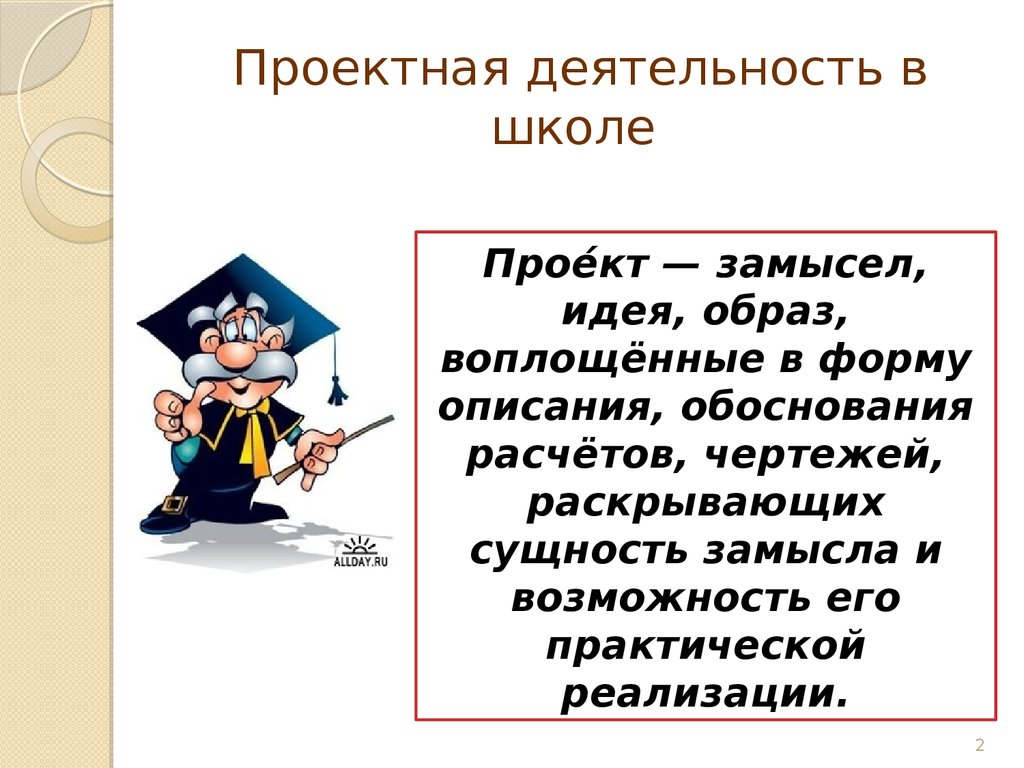 Проектная деятельность в
школе
Прое́кт — замысел,
идея, образ,
воплощённые в форму
описания, обоснования
расчётов, чертежей,
раскрывающих
сущность замысла и
возможность его
практической
реализации.
ALLDAY.RU
2